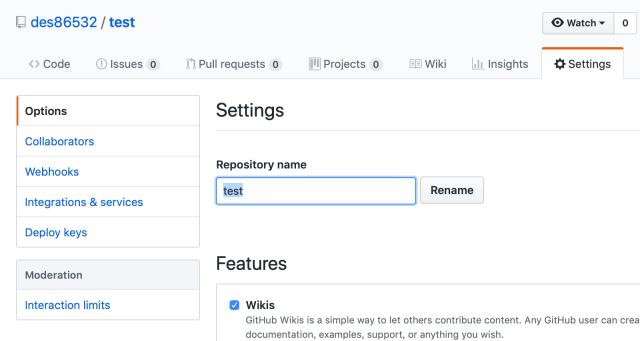 des86532 / test
Watch 0
Code
Issues 0
Pull requests 0
Projects 0
Wiki
Insights
Settings
Options
Collaborators
Webhooks
Integrations & services
Deploy keys
Moderation
Interaction limits
Settings
Repository name
test
Rename
Features
Wikis
GitHub Wikis is a simple way to let others contribute content. Any GitHub user can
documentation, examples, support, or anything you wish.